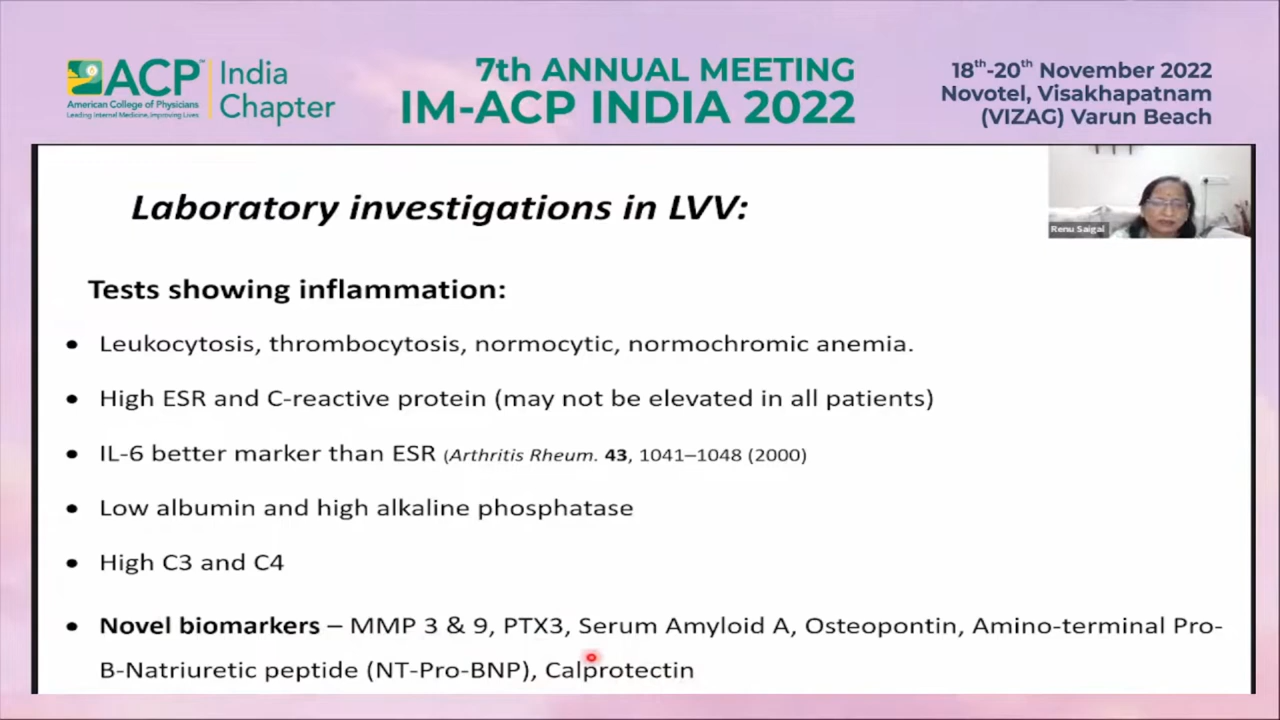 ACP™
American College of Physicians
Leading Internal Medicine, Improving Lives
India
Chapter
7th ANNUAL MEETING
IM-ACP INDIA 2022
18th-20th November 2022
Novotel, Visakhapatnam
(VIZAG) Varun Beach
Laboratory investigations in LVV:
Renu Saigal
Tests showing inflammation:
• Leukocytosis, thrombocytosis, normocytic, normochromic anemia.
• High ESR and C-reactive protein (may not be elevated in all patients)
• IL-6 better marker than ESR (Arthritis Rheum. 43, 1041–1048 (2000)
• Low albumin and high alkaline phosphatase
• High C3 and C4
• Novel biomarkers – MMP 3 & 9, PTX3, Serum Amyloid A, Osteopontin, Amino-terminal Pro-
B-Natriuretic peptide (NT-Pro-BNP), Calprotectin